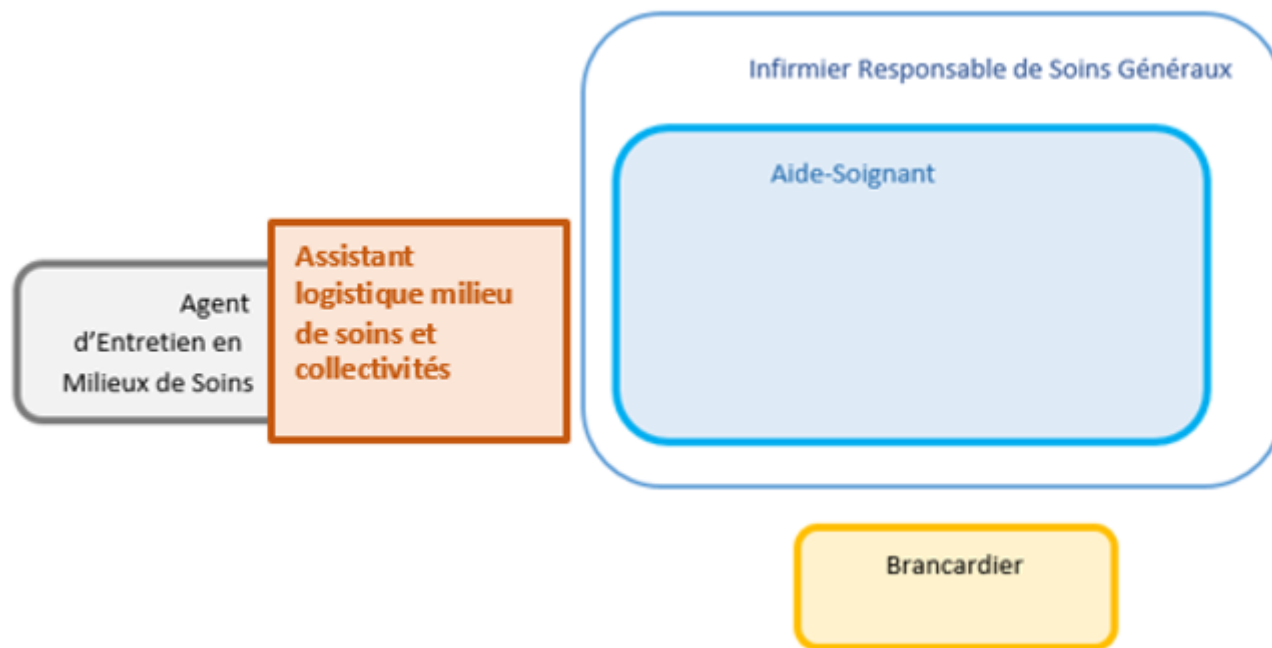 Infirmier Responsable de Soins Généraux
Aide-Soignant
Assistant
logistique milieu
de soins et
collectivités
Agent
d’Entretien en
Milieux de Soins
Brancardier